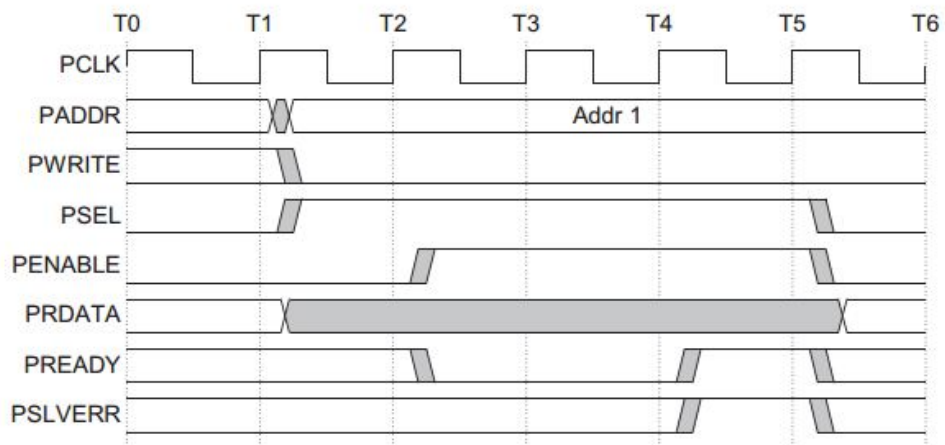 T0 T1 T2 T3 T4 T5 T6
PCLK
PADDR Addr 1
PWRITE
PSEL
PENABLE
PRDATA
PREADY
PSLVERR